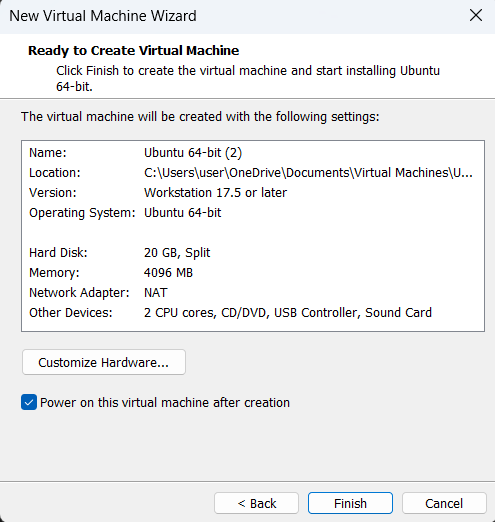 New Virtual Machine Wizard
Ready to Create Virtual Machine
Click Finish to create the virtual machine and start installing Ubuntu
64-bit.
The virtual machine will be created with the following settings:
Name: Ubuntu 64-bit (2)
Location: C:\Users\user\OneDrive\Documents\Virtual Machines\U...
Version: Workstation 17.5 or later
Operating System: Ubuntu 64-bit
Hard Disk: 20 GB, Split
Memory: 4096 MB
Network Adapter: NAT
Other Devices: 2 CPU cores, CD/DVD, USB Controller, Sound Card
Customize Hardware...
Power on this virtual machine after creation
< Back Finish Cancel